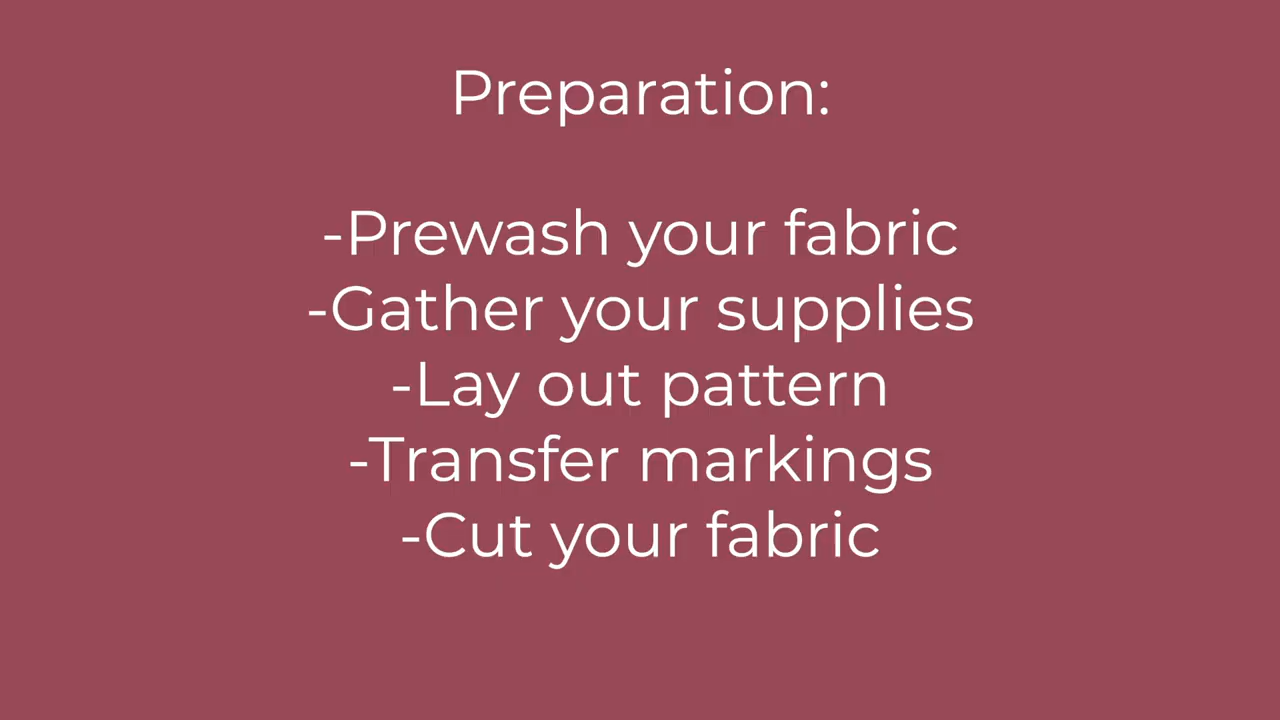 Preparation:
-Prewash your fabric
-Gather your supplies
-Lay out pattern
-Transfer markings
-Cut your fabric